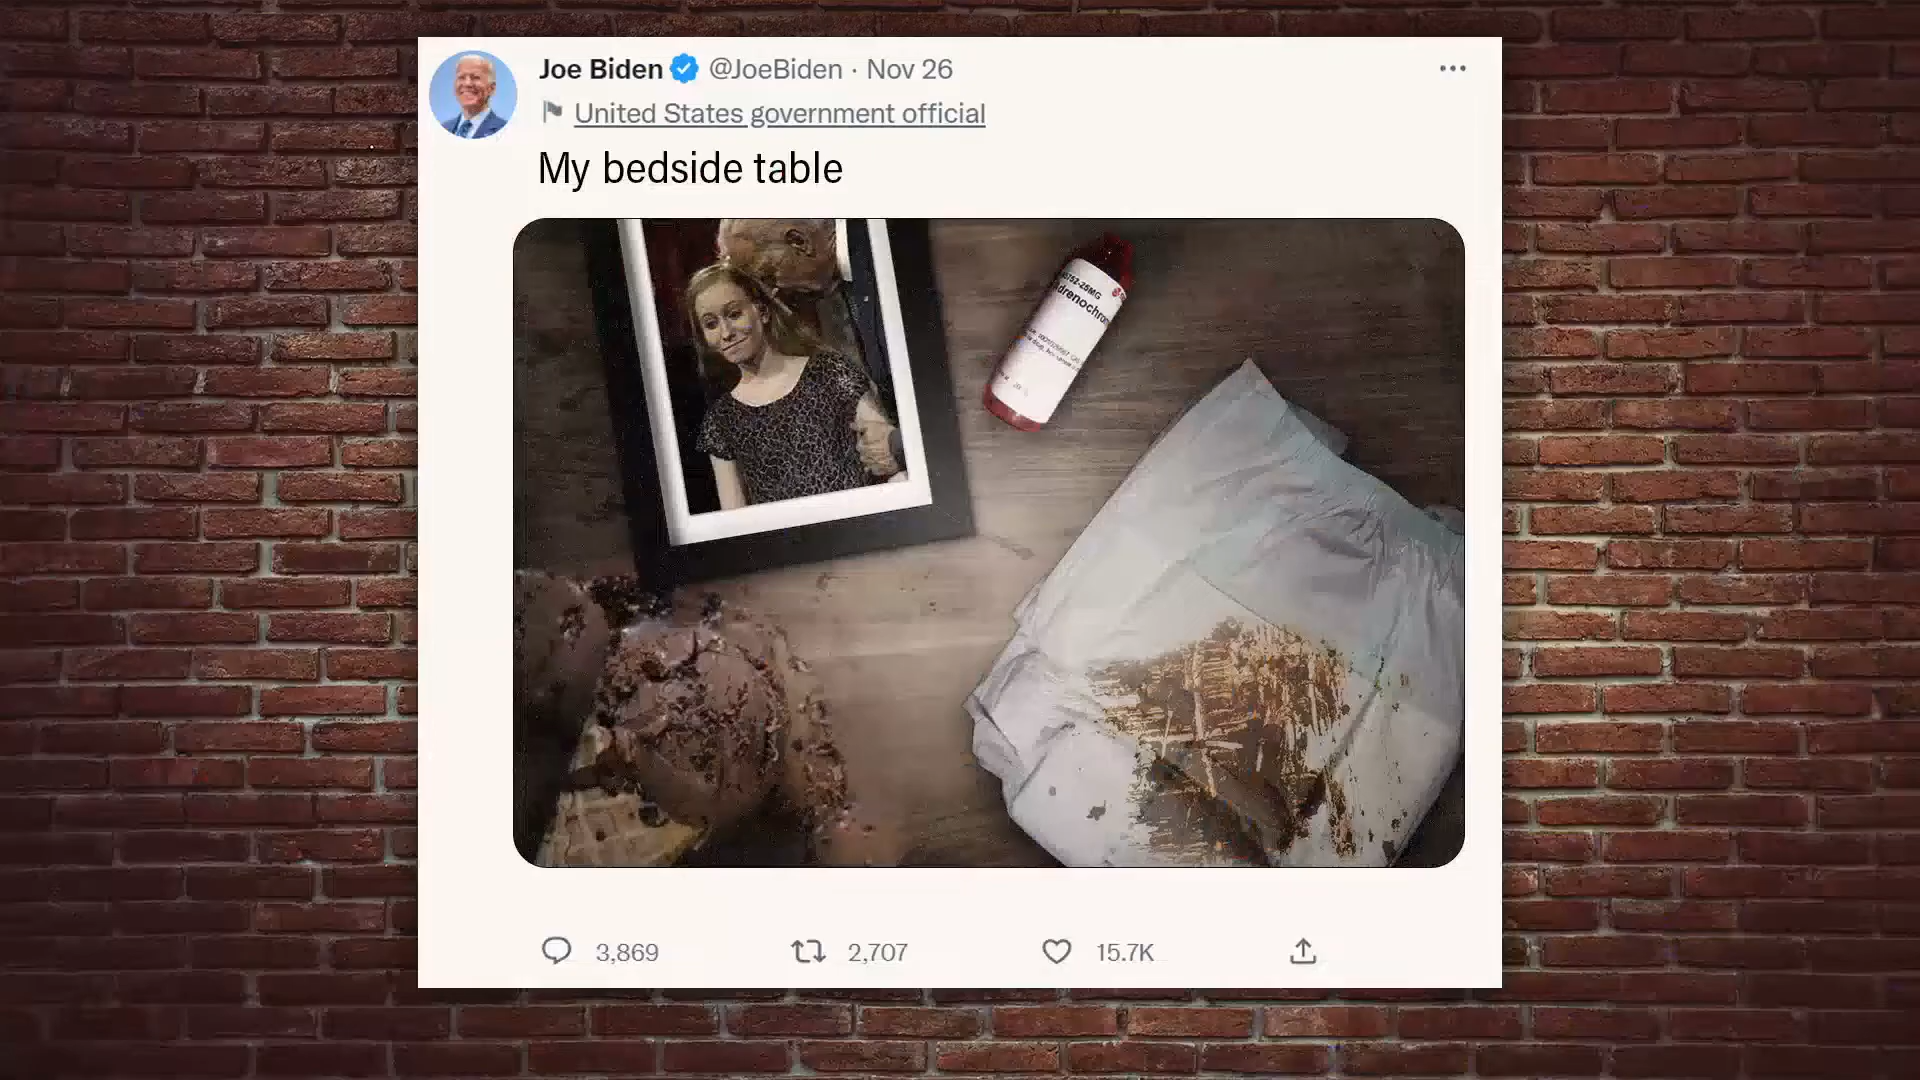 Joe Biden @JoeBiden · Nov 26
United States government official
My bedside table
3,869 2,707 15.7K